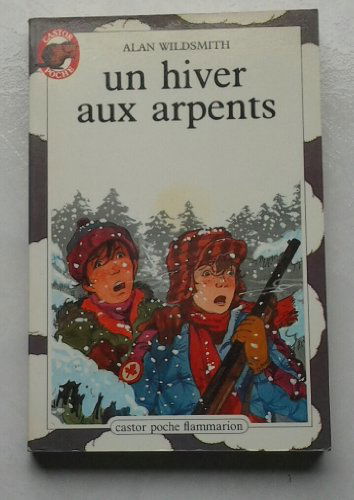 CASTOR
POCHE
ALAN WILDSMITH
un hiver
aux arpents
castor poche flammarion